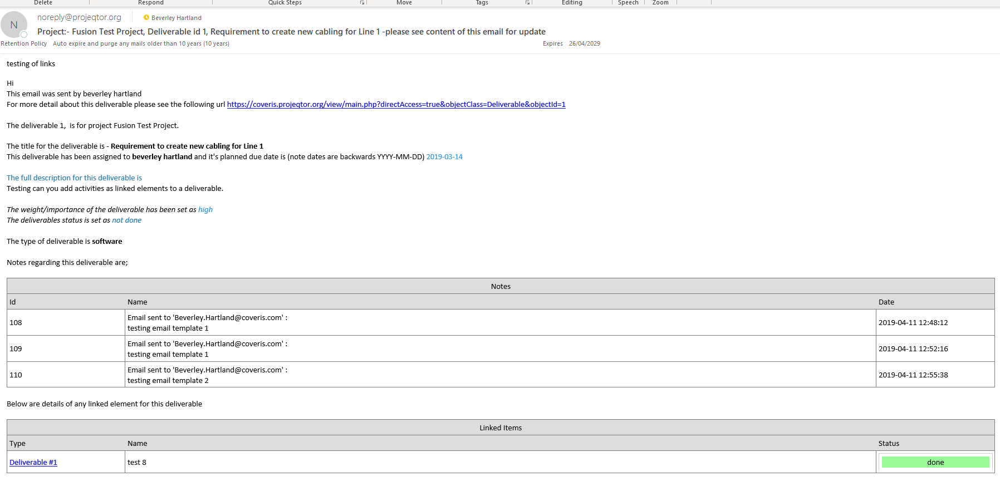 Delete Respond Quick Steps Move Tags Editing Speech Zoom
N
noreply@projeqtor.org Beverley Hartland
Project:- Fusion Test Project, Deliverable id 1, Requirement to create new cabling for Line 1 -please see content of this email for update
Retention Policy Auto expire and purge any mails older than 10 years (10 years) Expires 26/04/2029
testing of links
Hi
This email was sent by beverley hartland
For more detail about this deliverable please see the following url https://coveris.projeqtor.org/view/main.php?directAccess=true&objectClass=Deliverable&objectId=1
The deliverable 1, is for project Fusion Test Project.
The title for the deliverable is - Requirement to create new cabling for Line 1
This deliverable has been assigned to beverley hartland and it's planned due date is (note dates are backwards YYYY-MM-DD) 2019-03-14
The full description for this deliverable is
Testing can you add activities as linked elements to a deliverable.
The weight/importance of the deliverable has been set as high
The deliverables status is set as not done
The type of deliverable is software
Notes regarding this deliverable are;
Notes
Id Name Date
108 Email sent to 'Beverley.Hartland@coveris.com' :
testing email template 1 2019-04-11 12:48:12
109 Email sent to 'Beverley.Hartland@coveris.com' :
testing email template 1 2019-04-11 12:52:16
110 Email sent to 'Beverley.Hartland@coveris.com' :
testing email template 2 2019-04-11 12:55:38
Below are details of any linked element for this deliverable
Linked Items
Type Name Status
Deliverable #1 test 8 done